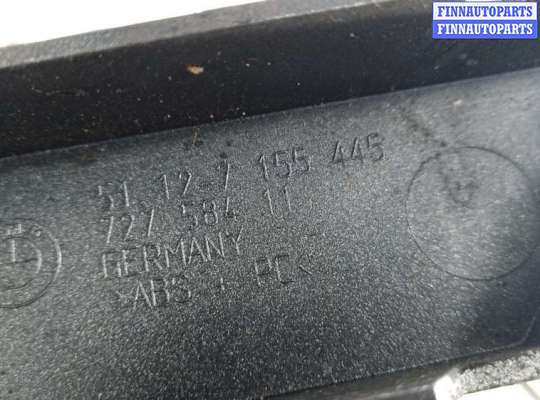 FINNAUTOPARTS
FINNAUTOPARTS
51.12-7 155 445
727 584 11
GERMANY
>ABS + PC<